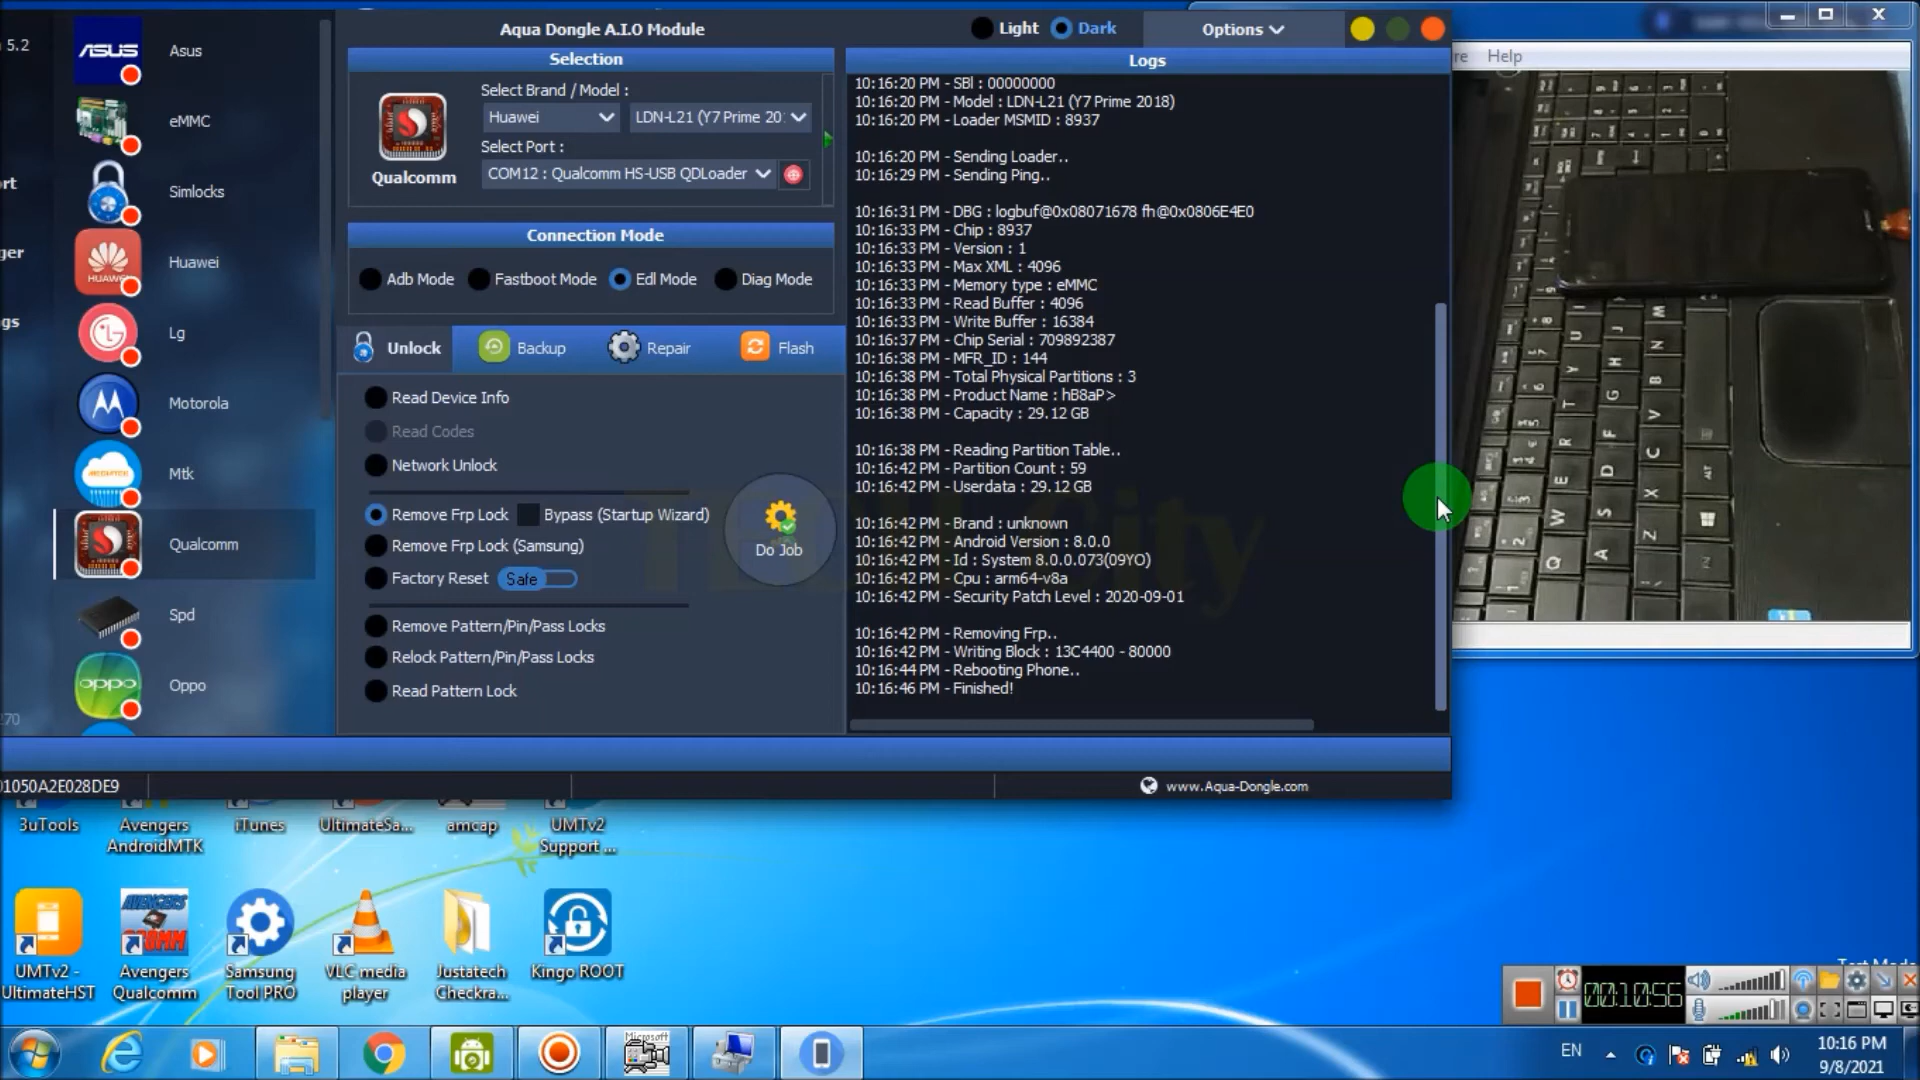 Aqua Dongle A.I.O Module
Light
Dark
Options
5.2
rt
ger
gs
270
ASUS
Asus
eMMC
Simlocks
HUAWEI
Huawei
Lg
Motorola
MEDIATEK
Mtk
Qualcomm
Spd
oppo
Oppo
Selection
Select Brand / Model :
Huawei
LDN-L21 (Y7 Prime 20
Select Port :
COM12 : Qualcomm HS-USB QDLoader
Qualcomm
Connection Mode
Adb Mode
Fastboot Mode
Edl Mode
Diag Mode
Unlock
Backup
Repair
Flash
Read Device Info
Read Codes
Network Unlock
Remove Frp Lock
Bypass (Startup Wizard)
Remove Frp Lock (Samsung)
Factory Reset
Safe
Do Job
Remove Pattern/Pin/Pass Locks
Relock Pattern/Pin/Pass Locks
Read Pattern Lock
Logs
10:16:20 PM - SBl : 00000000
10:16:20 PM - Model : LDN-L21 (Y7 Prime 2018)
10:16:20 PM - Loader MSMID : 8937
10:16:20 PM - Sending Loader..
10:16:29 PM - Sending Ping..
10:16:31 PM - DBG : logbuf@0x08071678 fh@0x0806E4E0
10:16:33 PM - Chip : 8937
10:16:33 PM - Version : 1
10:16:33 PM - Max XML : 4096
10:16:33 PM - Memory type : eMMC
10:16:33 PM - Read Buffer : 4096
10:16:33 PM - Write Buffer : 16384
10:16:37 PM - Chip Serial : 709892387
10:16:38 PM - MFR_ID : 144
10:16:38 PM - Total Physical Partitions : 3
10:16:38 PM - Product Name : hB8aP>
10:16:38 PM - Capacity : 29.12 GB
10:16:38 PM - Reading Partition Table..
10:16:42 PM - Partition Count : 59
10:16:42 PM - Userdata : 29.12 GB
10:16:42 PM - Brand : unknown
10:16:42 PM - Android Version : 8.0.0
10:16:42 PM - Id : System 8.0.0.073(09YO)
10:16:42 PM - Cpu : arm64-v8a
10:16:42 PM - Security Patch Level : 2020-09-01
10:16:42 PM - Removing Frp..
10:16:42 PM - Writing Block : 13C4400 - 80000
10:16:44 PM - Rebooting Phone..
10:16:46 PM - Finished!
re Help
01050A2E028DE9
www.Aqua-Dongle.com
3uTools
Avengers AndroidMTK
iTunes
UltimateSa...
amcap
UMTv2 Support ...
UMTv2 - UltimateHST
Avengers Qualcomm
Samsung Tool PRO
VLC media player
Justatech Checkra...
Kingo ROOT
00:10:56
EN
10:16 PM
9/8/2021